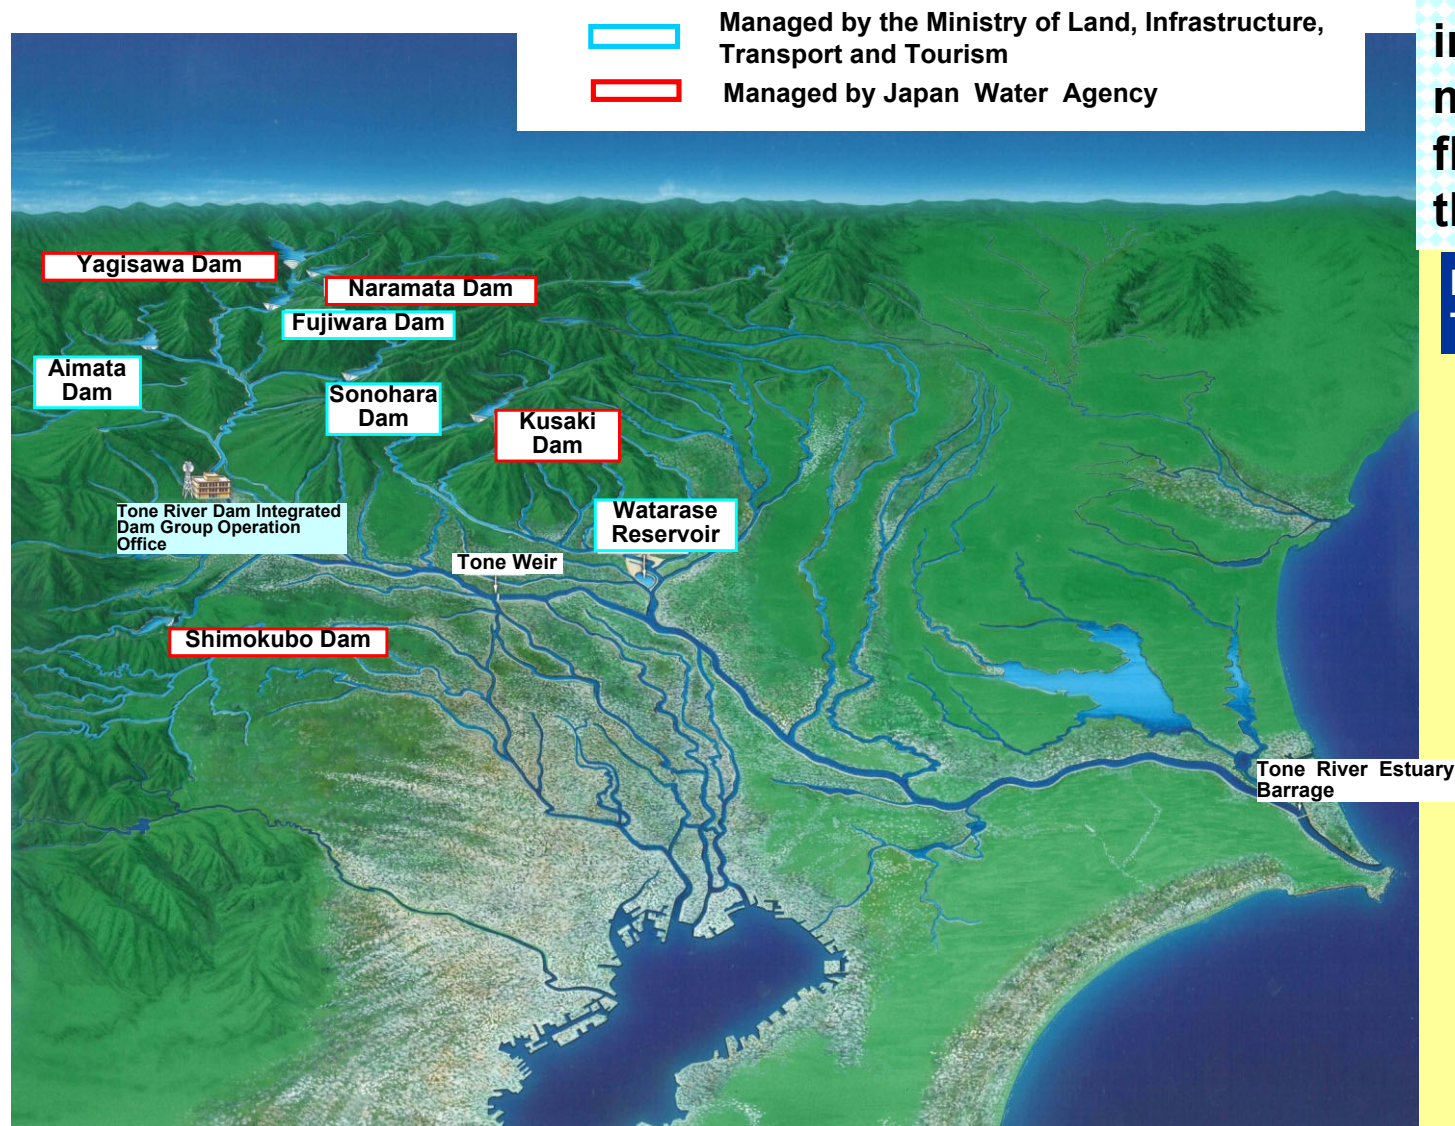 Managed by the Ministry of Land, Infrastructure,
Transport and Tourism
Managed by Japan Water Agency
Yagisawa Dam
Naramata Dam
Fujiwara Dam
Aimata
Dam
Sonohara
Dam
Kusaki
Dam
Tone River Dam Integrated
Dam Group Operation
Office
Watarase
Reservoir
Tone Weir
Shimokubo Dam
Tone River Estuary
Barrage